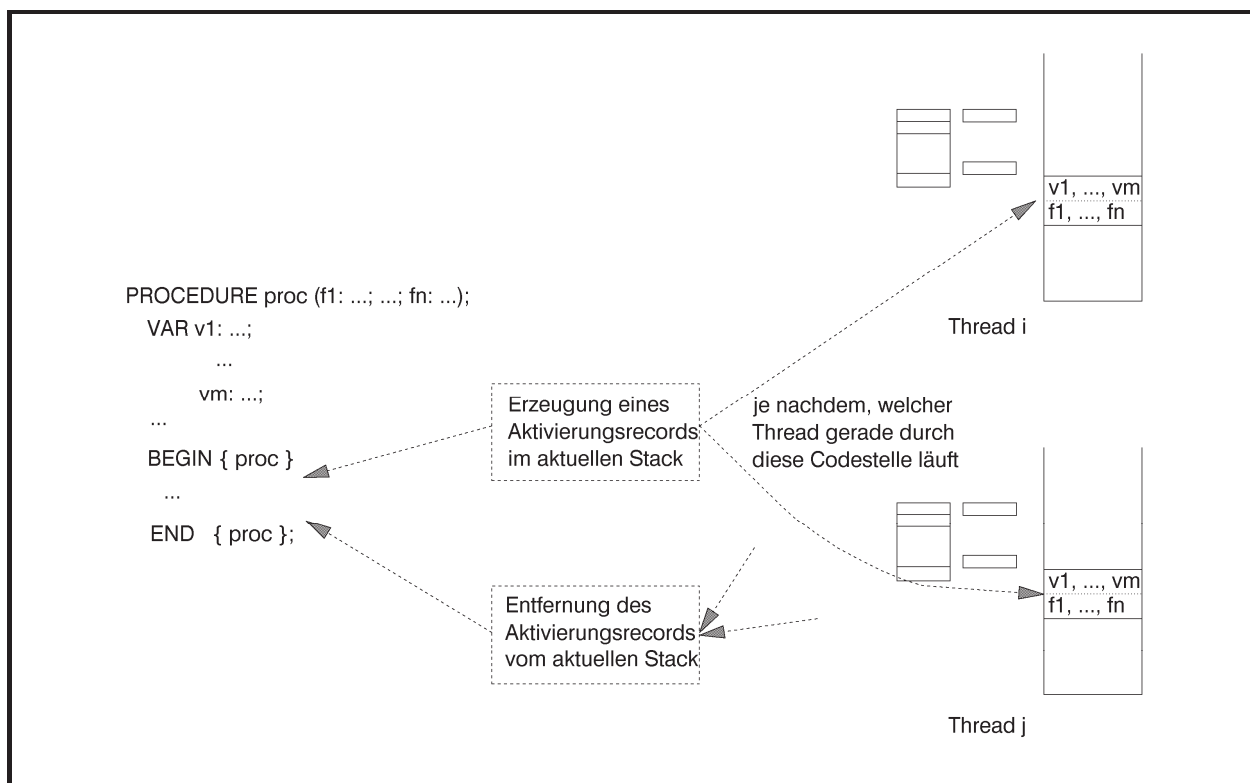 PROCEDURE proc (f1: ...; ...; fn: ...);
VAR v1: ...;
...
vm: ...;
...
BEGIN { proc }
...
END { proc };
Erzeugung eines
Aktivierungsrecords
im aktuellen Stack
je nachdem, welcher
Thread gerade durch
diese Codestelle läuft
Entfernung des
Aktivierungsrecords
vom aktuellen Stack
v1, ..., vm
f1, ..., fn
Thread i
v1, ..., vm
f1, ..., fn
Thread j